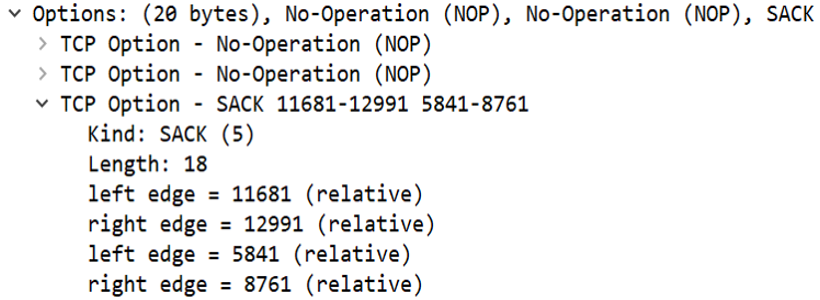 Options: (20 bytes), No-Operation (NOP), No-Operation (NOP), SACK
TCP Option - No-Operation (NOP)
TCP Option - No-Operation (NOP)
TCP Option - SACK 11681-12991 5841-8761
Kind: SACK (5)
Length: 18
left edge = 11681 (relative)
right edge = 12991 (relative)
left edge = 5841 (relative)
right edge = 8761 (relative)